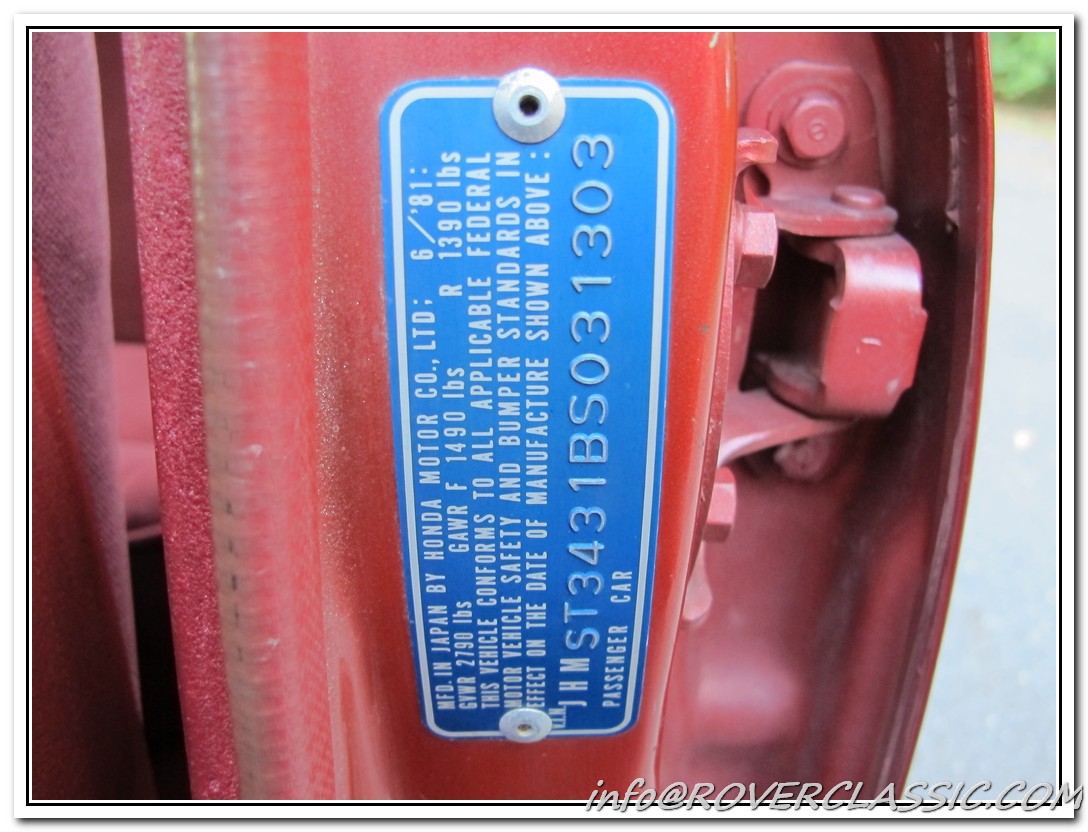 MFD. IN JAPAN BY HONDA MOTOR CO., LTD; 6 /'81:
GVWR 2790 lbs GAWR F 1490 lbs R 1390 lbs
THIS VEHICLE CONFORMS TO ALL APPLICABLE FEDERAL
MOTOR VEHICLE SAFETY AND BUMPER STANDARDS IN
EFFECT ON THE DATE OF MANUFACTURE SHOWN ABOVE:
V.I.N. JHMST3431BS031303
PASSENGER CAR
info@ROVERCLASSIC.COM